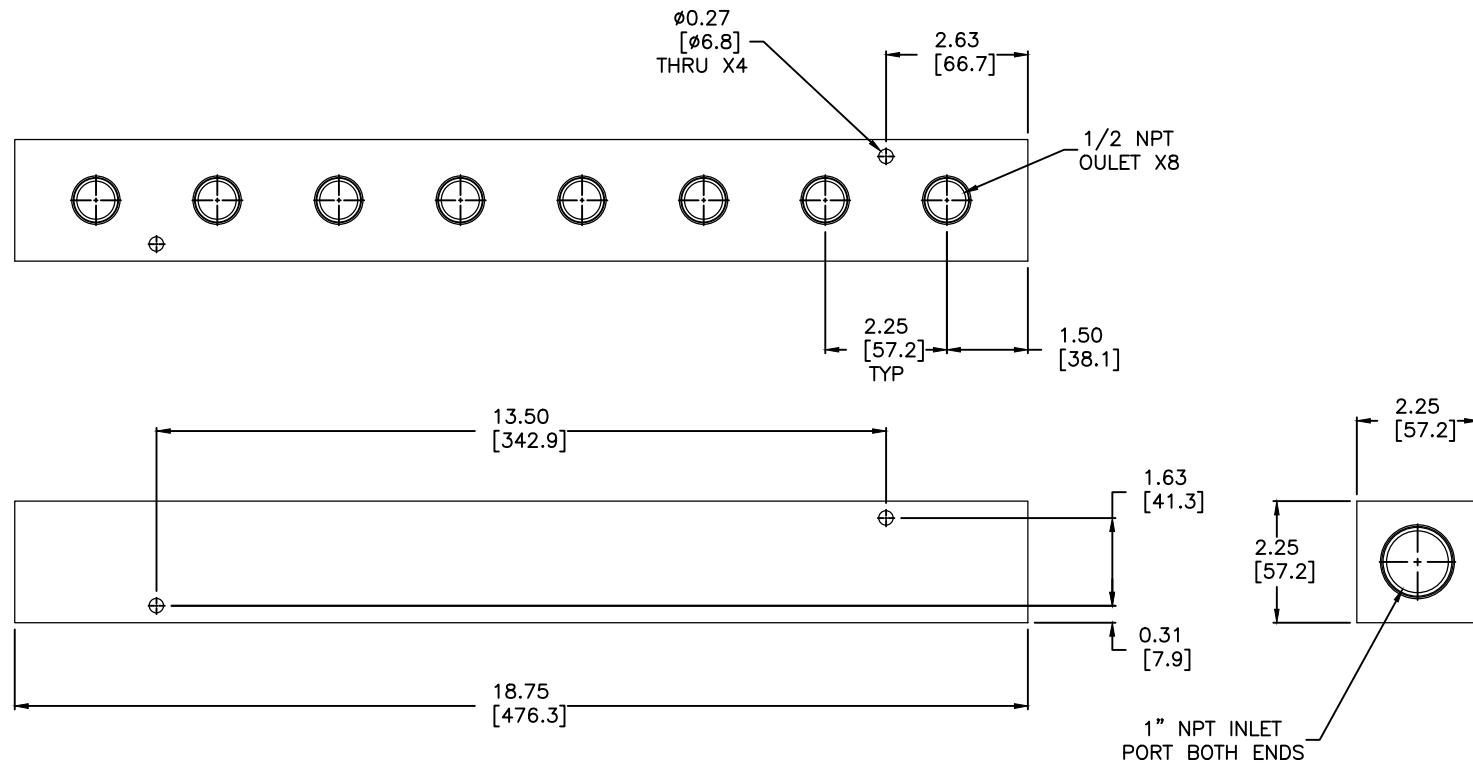 ø0.27
[ø6.8]
THRU X4
2.63
[66.7]
1/2 NPT
OULET X8
2.25
[57.2]
TYP
1.50
[38.1]
13.50
[342.9]
2.25
[57.2]
1.63
[41.3]
2.25
[57.2]
0.31
[7.9]
18.75
[476.3]
1" NPT INLET
PORT BOTH ENDS